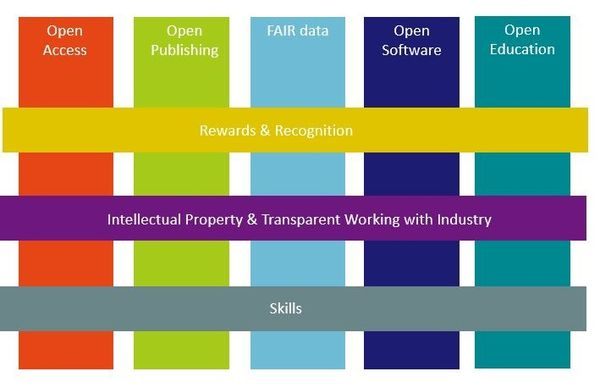 Open
Access
Open
Publishing
FAIR data
Open
Software
Open
Education
Rewards & Recognition
Intellectual Property & Transparent Working with Industry
Skills